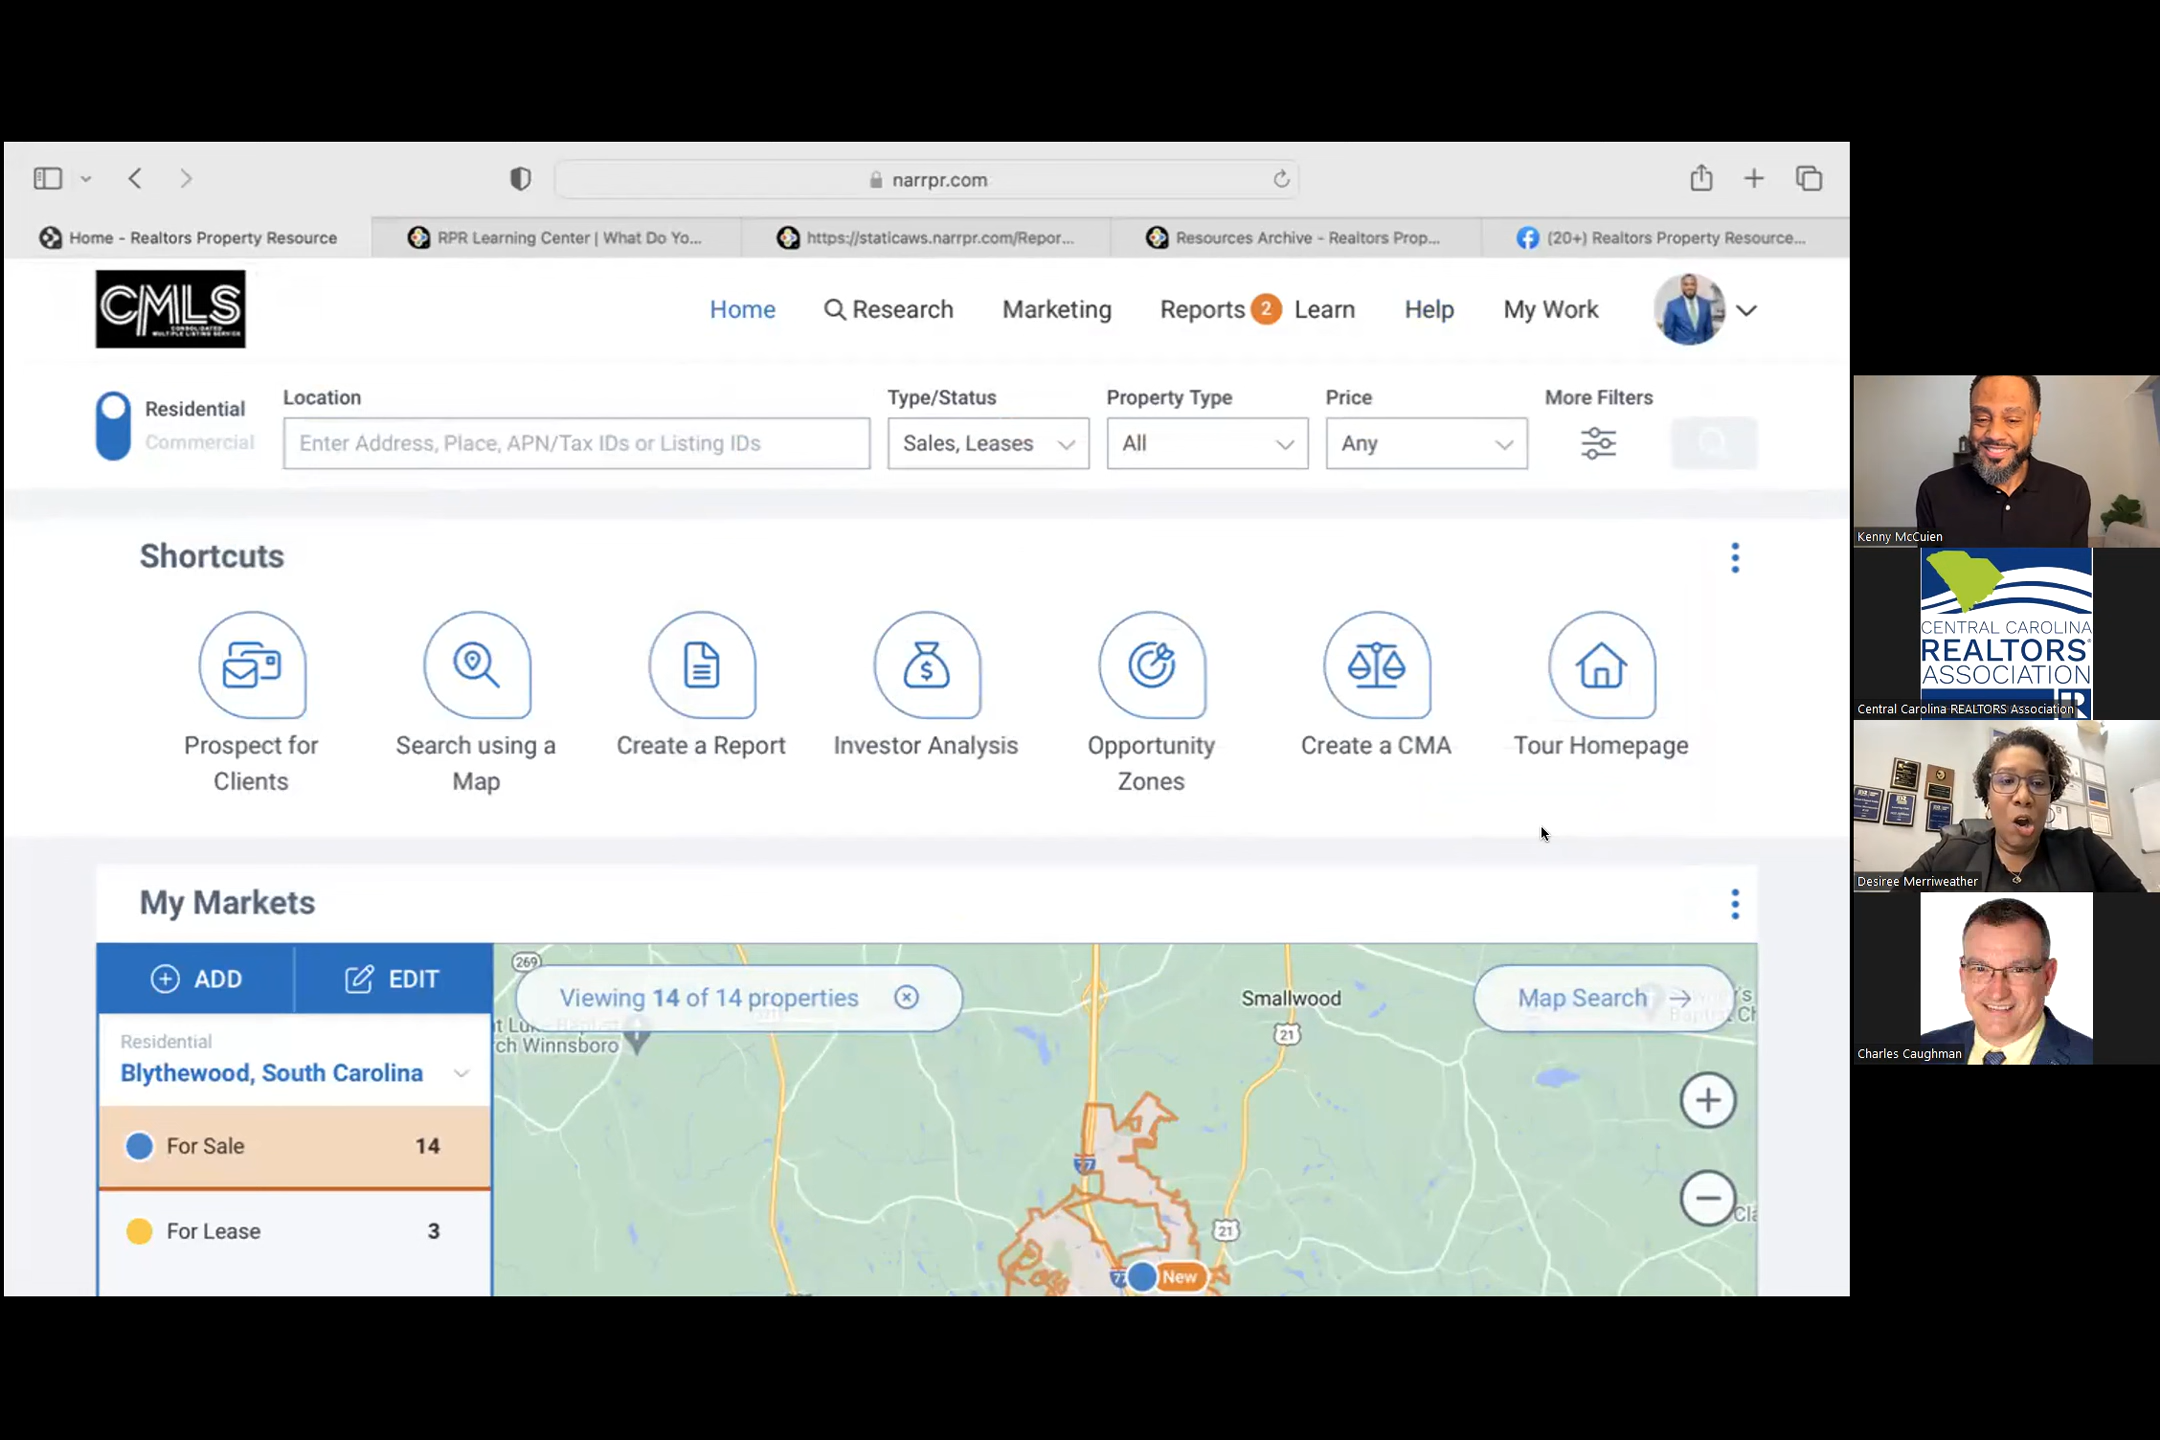 narrpr.com
Home - Realtors Property Resource
RPR Learning Center | What Do Yo...
https://staticaws.narrpr.com/Repor...
Resources Archive - Realtors Prop...
(20+) Realtors Property Resource...
CMLS
CONSOLIDATED
MULTIPLE LISTING SERVICE
Home
Research
Marketing
Reports 2
Learn
Help
My Work
Residential
Commercial
Location
Enter Address, Place, APN/Tax IDs or Listing IDs
Type/Status
Sales, Leases
Property Type
All
Price
Any
More Filters
Shortcuts
Prospect for
Clients
Search using a
Map
Create a Report
Investor Analysis
Opportunity
Zones
Create a CMA
Tour Homepage
My Markets
ADD
EDIT
Residential
Blythewood, South Carolina
For Sale 14
For Lease 3
269
Viewing 14 of 14 properties
Winnsboro
Smallwood
21
Map Search
77
21
77
New
Kenny McCuien
CENTRAL CAROLINA
REALTORS®
ASSOCIATION
Central Carolina REALTORS Association
Desiree Merriweather
Charles Caughman